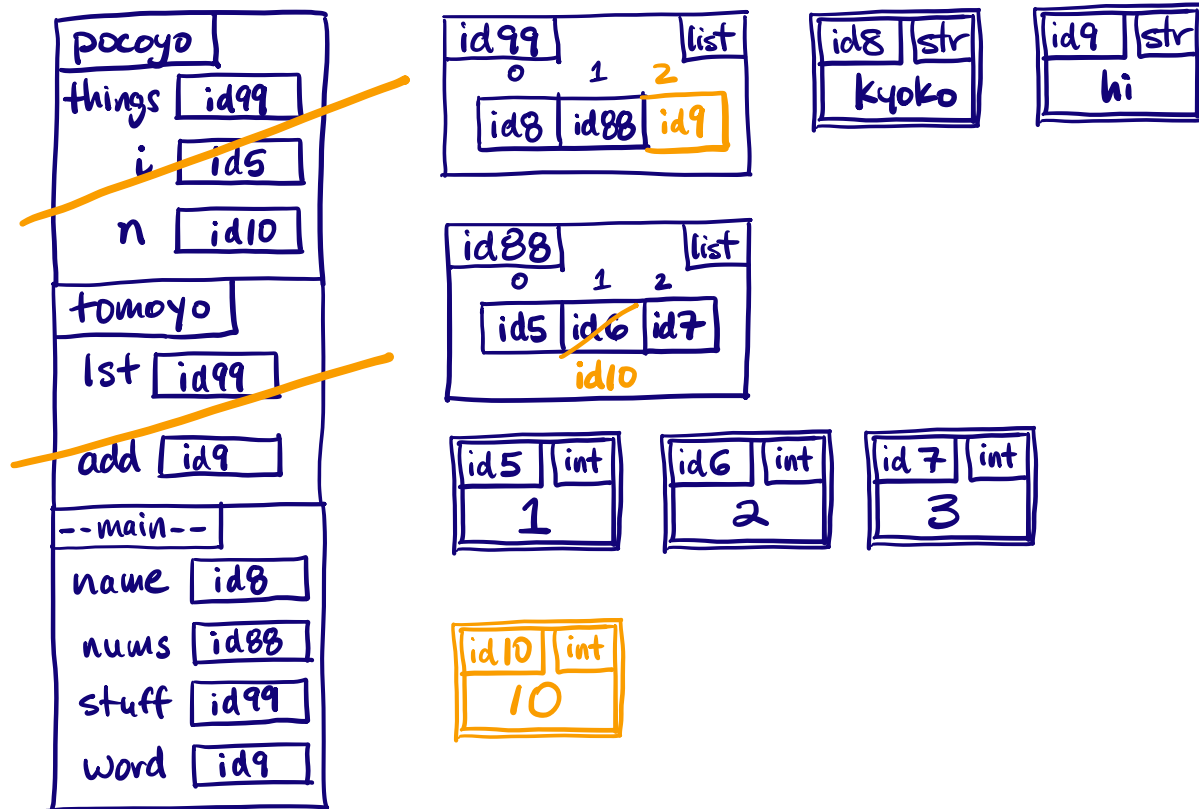 pocoyo
things id99
i id5
n id10
tomoyo
lst id99
add id9
--main--
name id8
nums id88
stuff id99
word id9
id99 list
0 1 2
id8 id88 id9
id88 list
0 1 2
id5 id6 id7
id10
id8 str
kyoko
id9 str
hi
id5 int
1
id6 int
2
id7 int
3
id10 int
10